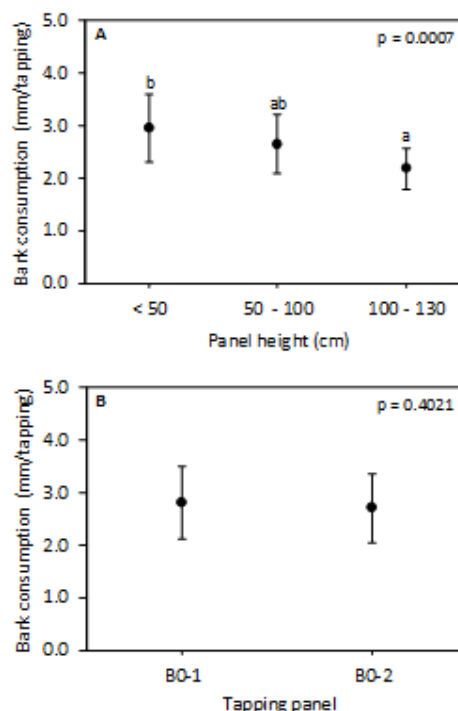 5.0
A
p = 0.0007
4.0
3.0
2.0
1.0
0.0
b
ab
a
Bark consumption (mm/tapping)
< 50
50 - 100
100 - 130
Panel height (cm)
5.0
B
p = 0.4021
4.0
3.0
2.0
1.0
0.0
Bark consumption (mm/tapping)
B0-1
B0-2
Tapping panel